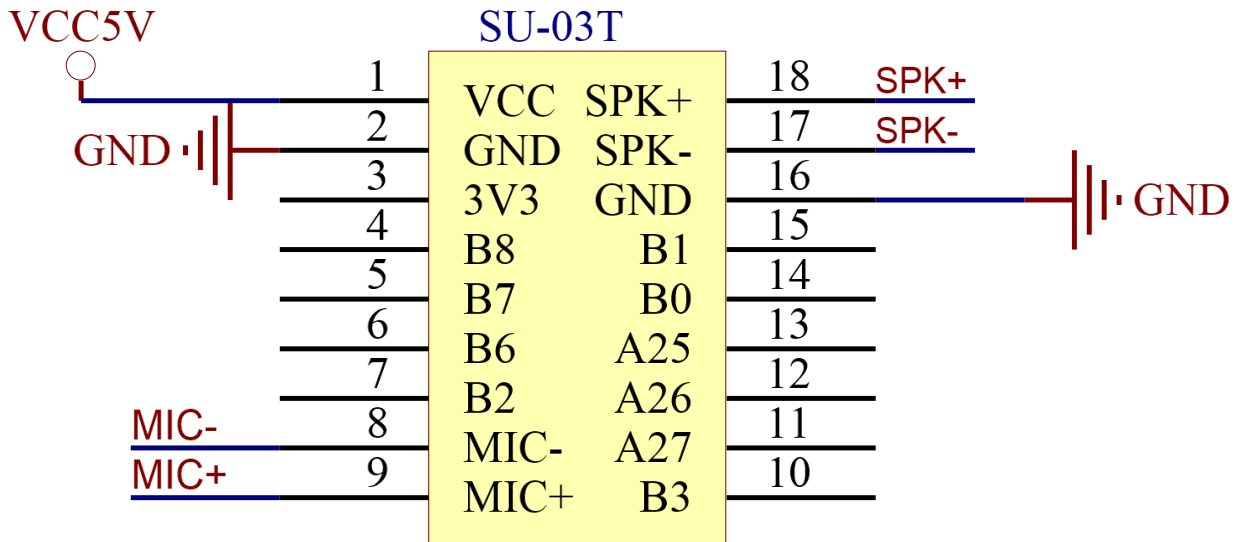 VCC5V
SU-03T
1 VCC SPK+ 18 SPK+
GND 2 GND SPK- 17 SPK-
3 3V3 GND 16 GND
4 B8 B1 15
5 B7 B0 14
6 B6 A25 13
7 B2 A26 12
MIC- 8 MIC- A27 11
MIC+ 9 MIC+ B3 10